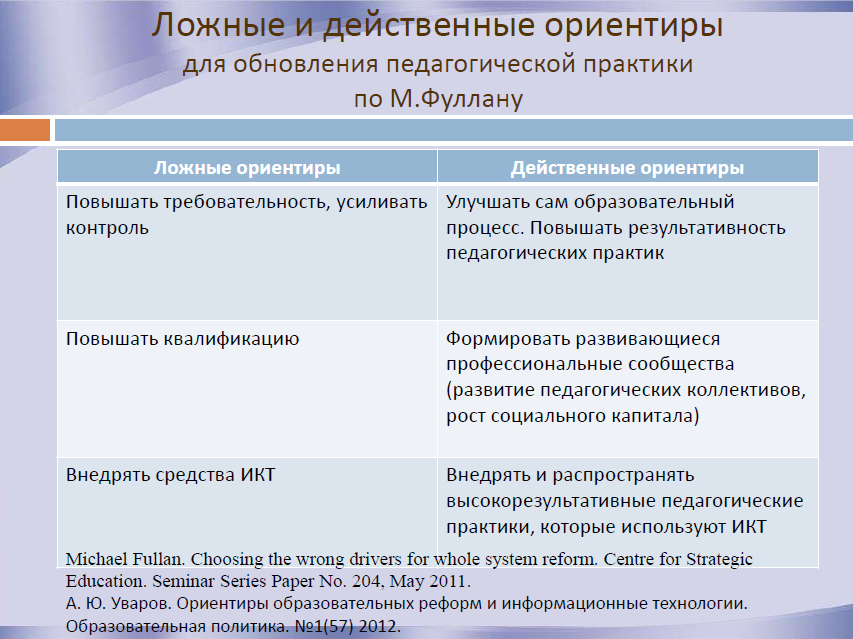 Ложные и действенные ориентиры
для обновления педагогической практики
по М.Фуллану
Ложные ориентиры
Действенные ориентиры
Повышать требовательность, усиливать
контроль
Улучшать сам образовательный
процесс. Повышать результативность
педагогических практик
Повышать квалификацию
Формировать развивающиеся
профессиональные сообщества
(развитие педагогических коллективов,
рост социального капитала)
Внедрять средства ИКТ
Внедрять и распространять
высокорезультативные педагогические
практики, которые используют ИКТ
Michael Fullan. Choosing the wrong drivers for whole system reform. Centre for Strategic
Education. Seminar Series Paper No. 204, May 2011.
А. Ю. Уваров. Ориентиры образовательных реформ и информационные технологии.
Образовательная политика. №1(57) 2012.